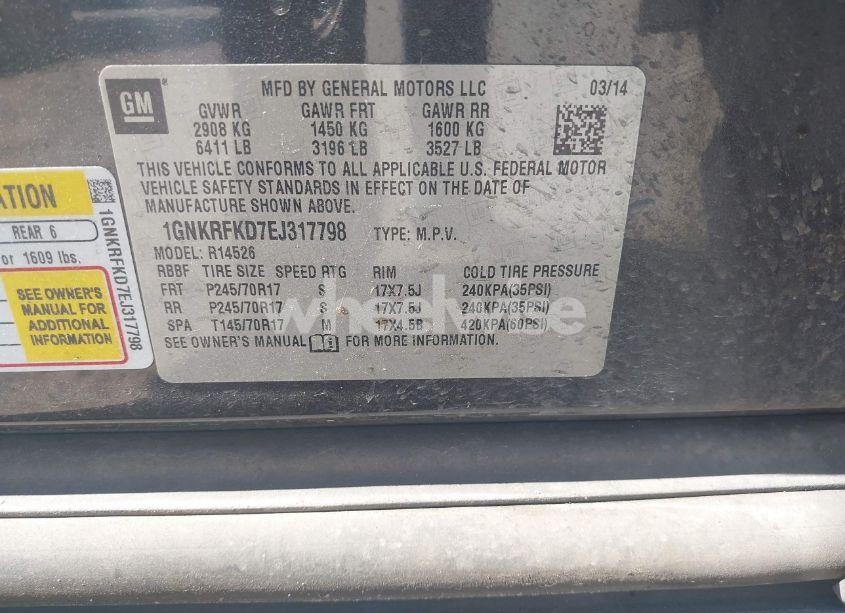 GM
MFD BY GENERAL MOTORS LLC 03/14
GVWR GAWR FRT GAWR RR
2908 KG 1450 KG 1600 KG
6411 LB 3196 LB 3527 LB
THIS VEHICLE CONFORMS TO ALL APPLICABLE U.S. FEDERAL MOTOR
VEHICLE SAFETY STANDARDS IN EFFECT ON THE DATE OF
MANUFACTURE SHOWN ABOVE.
1GNKRFKD7EJ317798 TYPE: M.P.V.
MODEL: R14526
RBBF TIRE SIZE SPEED RTG RIM COLD TIRE PRESSURE
FRT P245/70R17 S 17X7.5J 240KPA(35PSI)
RR P245/70R17 S 17X7.5J 240KPA(35PSI)
SPA T145/70R17 M 17X4.5B 420KPA(60PSI)
SEE OWNER'S MANUAL FOR MORE INFORMATION.
ATION
REAR 6
or 1609 lbs.
SEE OWNER'S
MANUAL FOR
ADDITIONAL
INFORMATION
1GNKRFKD7EJ317798